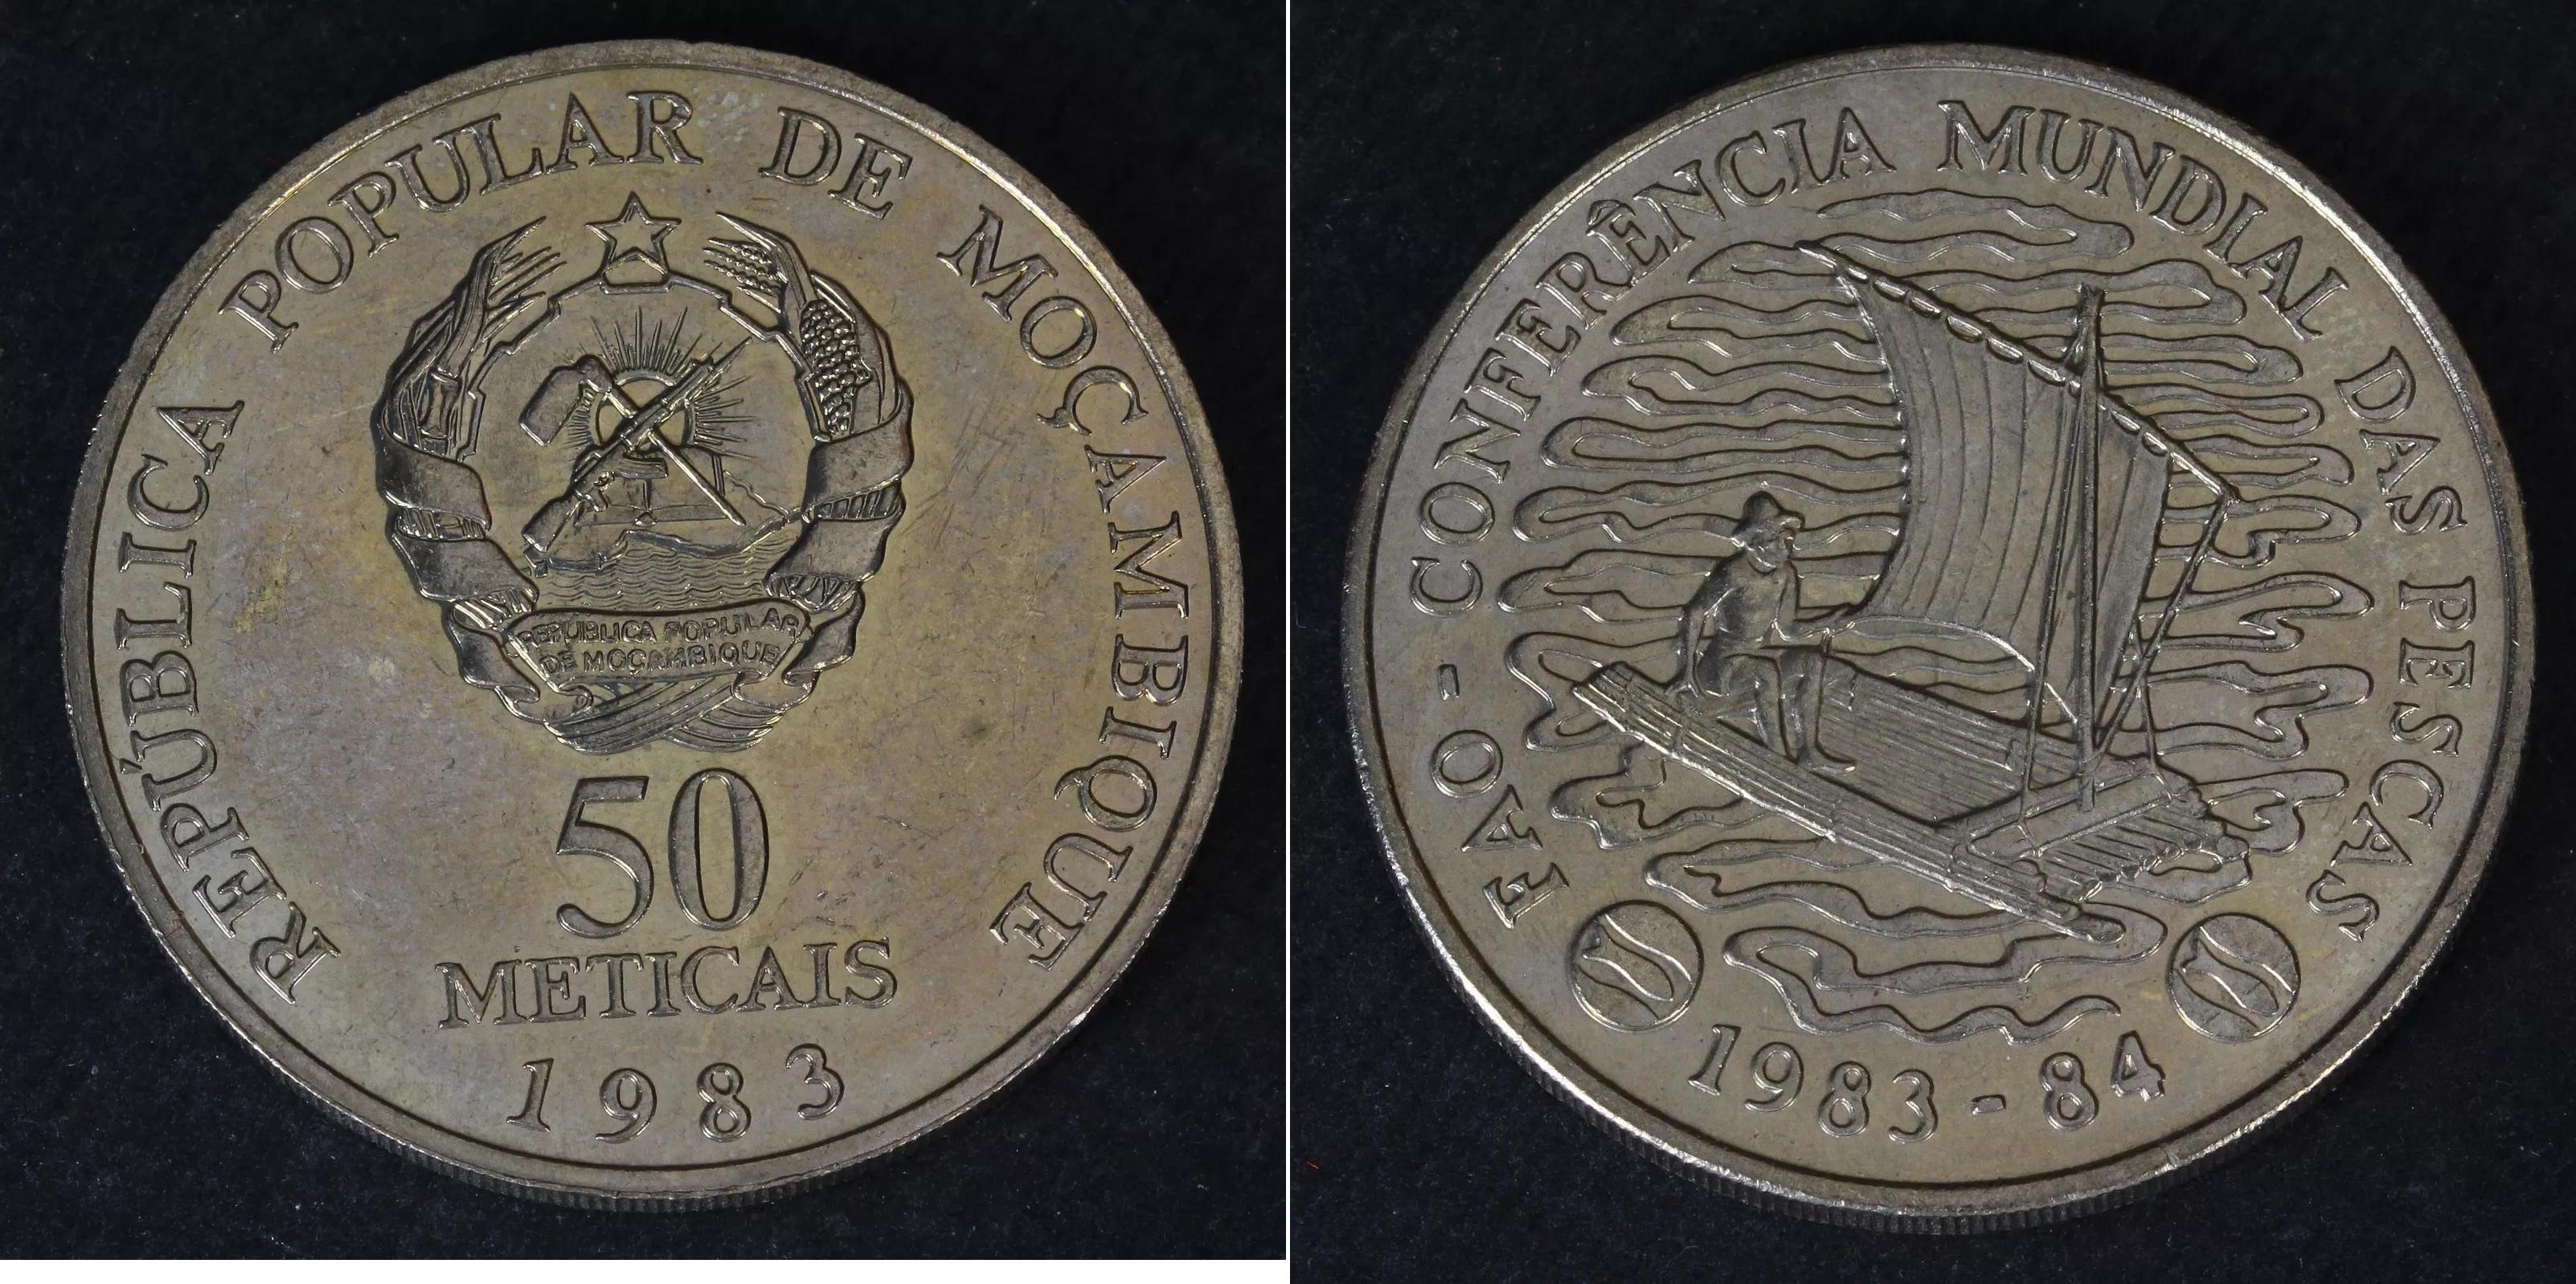 REPÚBLICA POPULAR DE MOÇAMBIQUE
REPUBLICA POPULAR
DE MOÇAMBIQUE
50
METICAIS
1983
FAO - CONFERÊNCIA MUNDIAL DAS PESCAS
1983-84